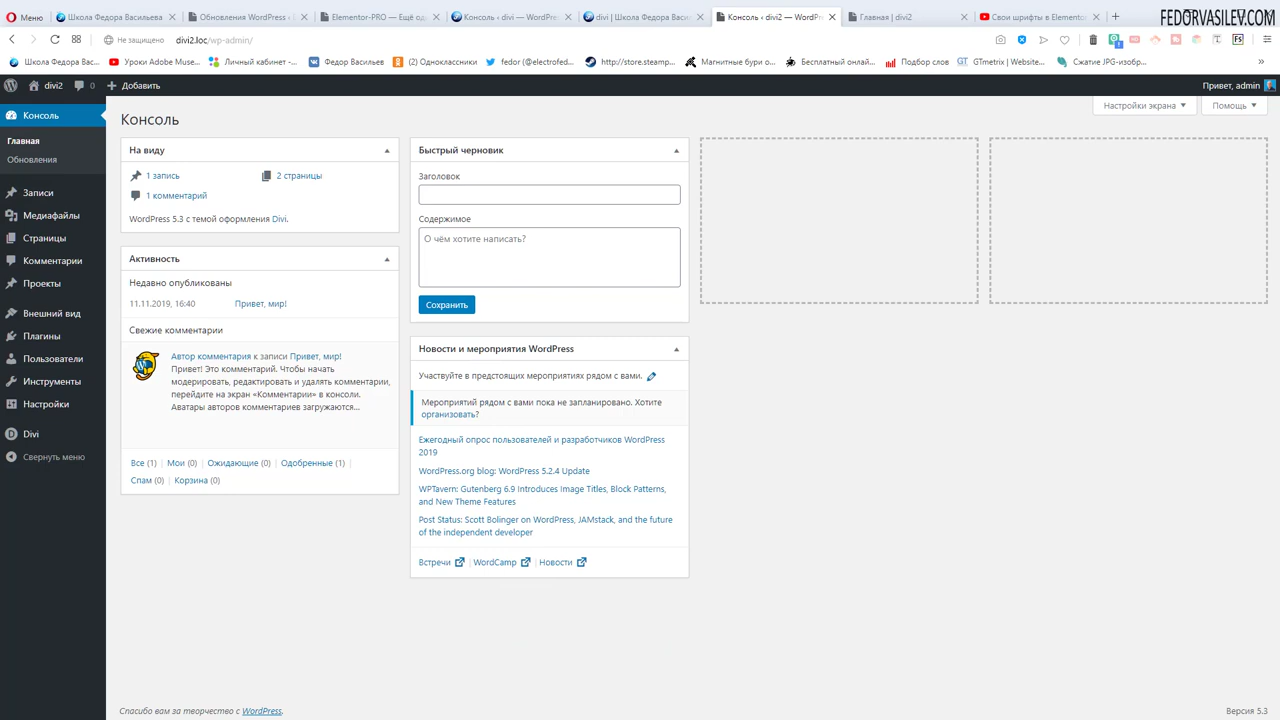 Меню
Школа Федора Васильева
Обновления WordPress
Elementor-PRO — Ещё од
Консоль ‹ divi — WordPr
divi | Школа Федора Васил
Консоль ‹ divi2 — WordPr
Главная | divi2
Свои шрифты в Elemento
FEDORVASILEV.COM
Не защищено
divi2.loc/wp-admin/
Школа Федора Вас...
Уроки Adobe Muse...
Личный кабинет -...
Федор Васильев
(2) Одноклассники
fedor (@electrofed...
http://store.steamp...
Магнитные бури о...
Бесплатный онлай...
Подбор слов
GTmetrix | Website...
Сжатие JPG-изобр...
divi2
0
Добавить
Привет, admin
Консоль
Главная
Обновления
Записи
Медиафайлы
Страницы
Комментарии
Проекты
Внешний вид
Плагины
Пользователи
Инструменты
Настройки
Divi
Свернуть меню
Настройки экрана
Помощь
Консоль
На виду
1 запись
2 страницы
1 комментарий
WordPress 5.3 с темой оформления Divi.
Активность
Недавно опубликованы
11.11.2019, 16:40
Привет, мир!
Свежие комментарии
Автор комментария к записи Привет, мир!
Привет! Это комментарий. Чтобы начать
модерировать, редактировать и удалять комментарии,
перейдите на экран «Комментарии» в консоли.
Аватары авторов комментариев загружаются...
Все (1) | Мои (0) | Ожидающие (0) | Одобренные (1) |
Спам (0) | Корзина (0)
Быстрый черновик
Заголовок
Содержимое
О чём хотите написать?
Сохранить
Новости и мероприятия WordPress
Участвуйте в предстоящих мероприятиях рядом с вами.
Мероприятий рядом с вами пока не запланировано. Хотите
организовать?
Ежегодный опрос пользователей и разработчиков WordPress
2019
WordPress.org blog: WordPress 5.2.4 Update
WPTavern: Gutenberg 6.9 Introduces Image Titles, Block Patterns,
and New Theme Features
Post Status: Scott Bolinger on WordPress, JAMstack, and the future
of the independent developer
Встречи | WordCamp | Новости
Спасибо вам за творчество с WordPress.
Версия 5.3